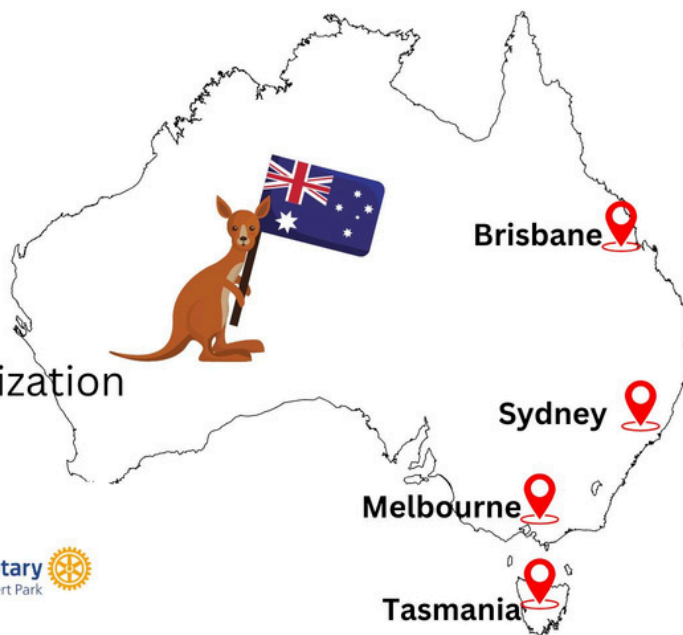 Brisbane
ization
Sydney
Melbourne
tary
rt Park
Tasmania